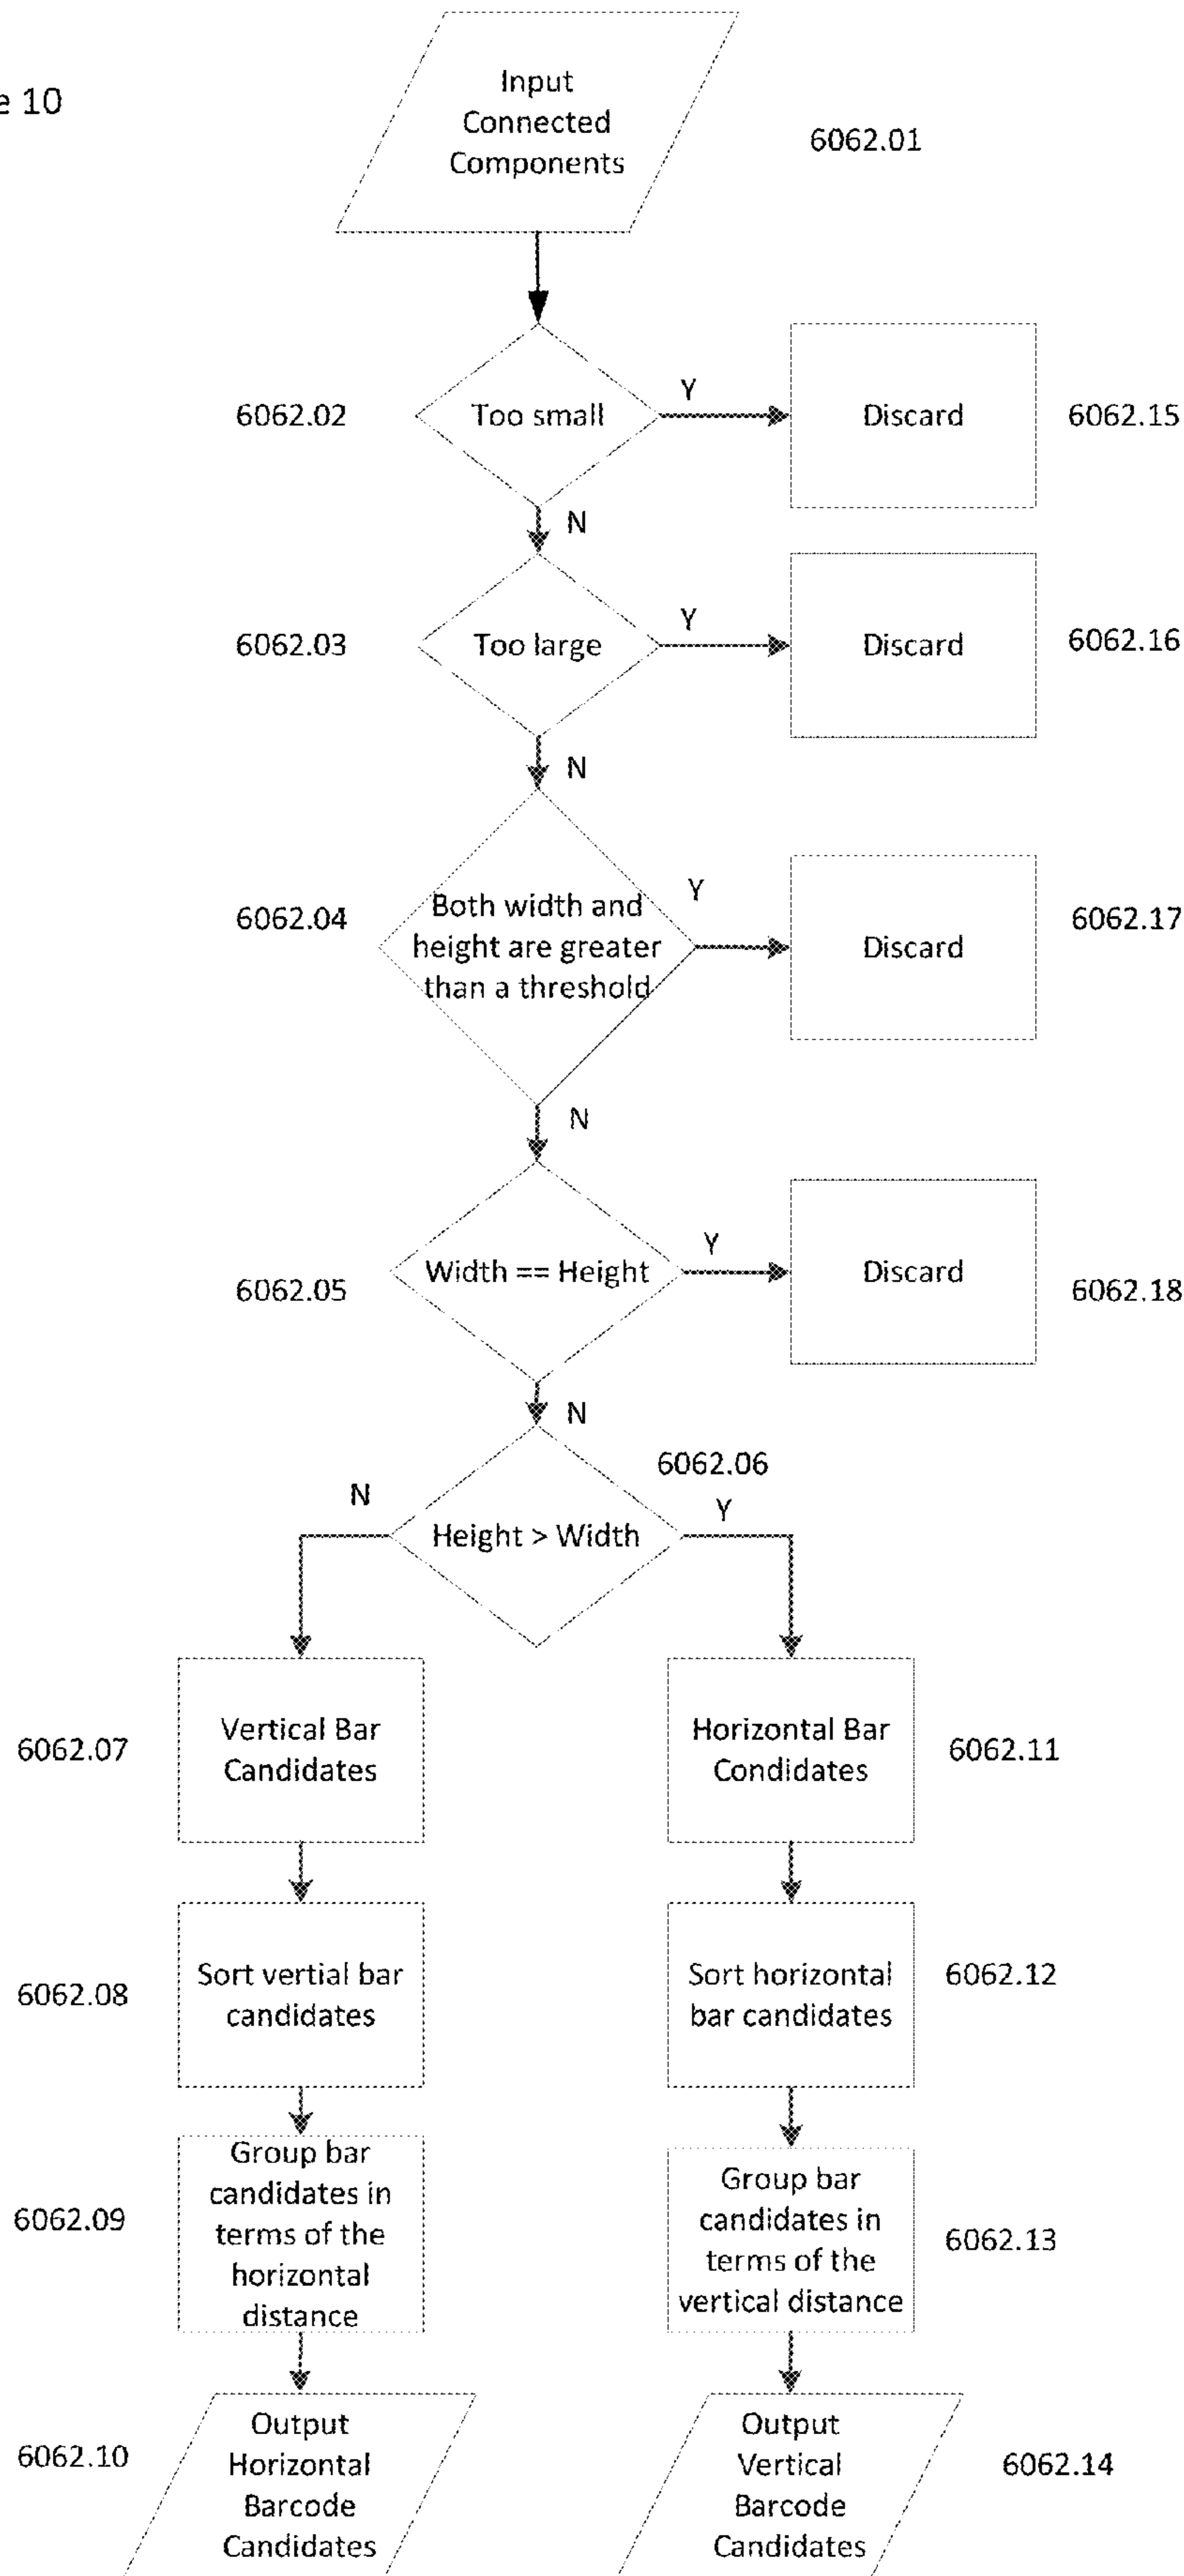 e 10
Input
Connected
Components
6062.01
6062.02
Too small
Y
Discard
6062.15
N
6062.03
Too large
Y
Discard
6062.16
N
6062.04
Both width and
height are greater
than a threshold
Y
Discard
6062.17
N
6062.05
Width == Height
Y
Discard
6062.18
N
6062.06
N
Height > Width
Y
6062.07
Vertical Bar
Candidates
Horizontal Bar
Condidates
6062.11
6062.08
Sort vertial bar
candidates
Sort horizontal
bar candidates
6062.12
6062.09
Group bar
candidates in
terms of the
horizontal
distance
Group bar
candidates in
terms of the
vertical distance
6062.13
6062.10
Output
Horizontal
Barcode
Candidates
Output
Vertical
Barcode
Candidates
6062.14